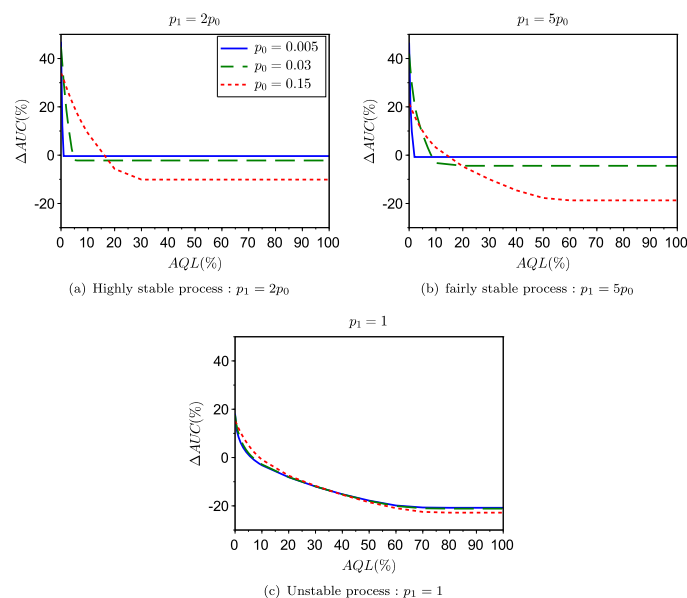 p₁ = 2p₀
ΔAUC(%)
40
20
0
-20
p₀ = 0.005
p₀ = 0.03
p₀ = 0.15
0 10 20 30 40 50 60 70 80 90 100
AQL(%)
(a) Highly stable process : p₁ = 2p₀
p₁ = 5p₀
ΔAUC(%)
40
20
0
-20
0 10 20 30 40 50 60 70 80 90 100
AQL(%)
(b) fairly stable process : p₁ = 5p₀
p₁ = 1
ΔAUC(%)
40
20
0
-20
0 10 20 30 40 50 60 70 80 90 100
AQL(%)
(c) Unstable process : p₁ = 1